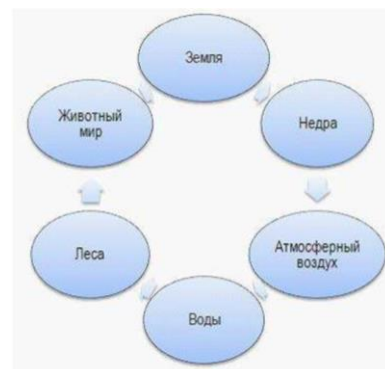 Земля
Недра
Атмосферный
воздух
Воды
Леса
Животный
мир